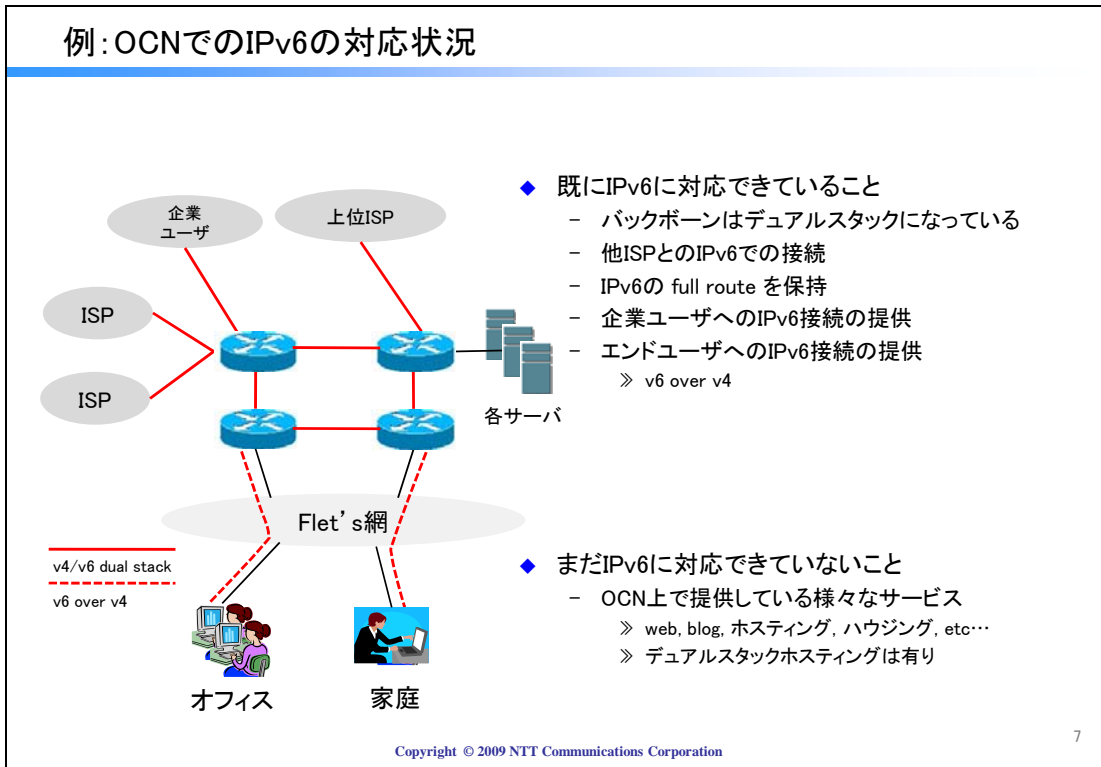 例：OCNでのIPv6の対応状況
企業
ユーザ
上位ISP
ISP
ISP
各サーバ
Flet’s網
v4/v6 dual stack
v6 over v4
オフィス
家庭
◆ 既にIPv6に対応できていること
－ バックボーンはデュアルスタックになっている
－ 他ISPとのIPv6での接続
－ IPv6の full route を保持
－ 企業ユーザへのIPv6接続の提供
－ エンドユーザへのIPv6接続の提供
≫ v6 over v4
◆ まだIPv6に対応できていないこと
－ OCN上で提供している様々なサービス
≫ web, blog, ホスティング, ハウジング, etc…
≫ デュアルスタックホスティングは有り
Copyright © 2009 NTT Communications Corporation
7